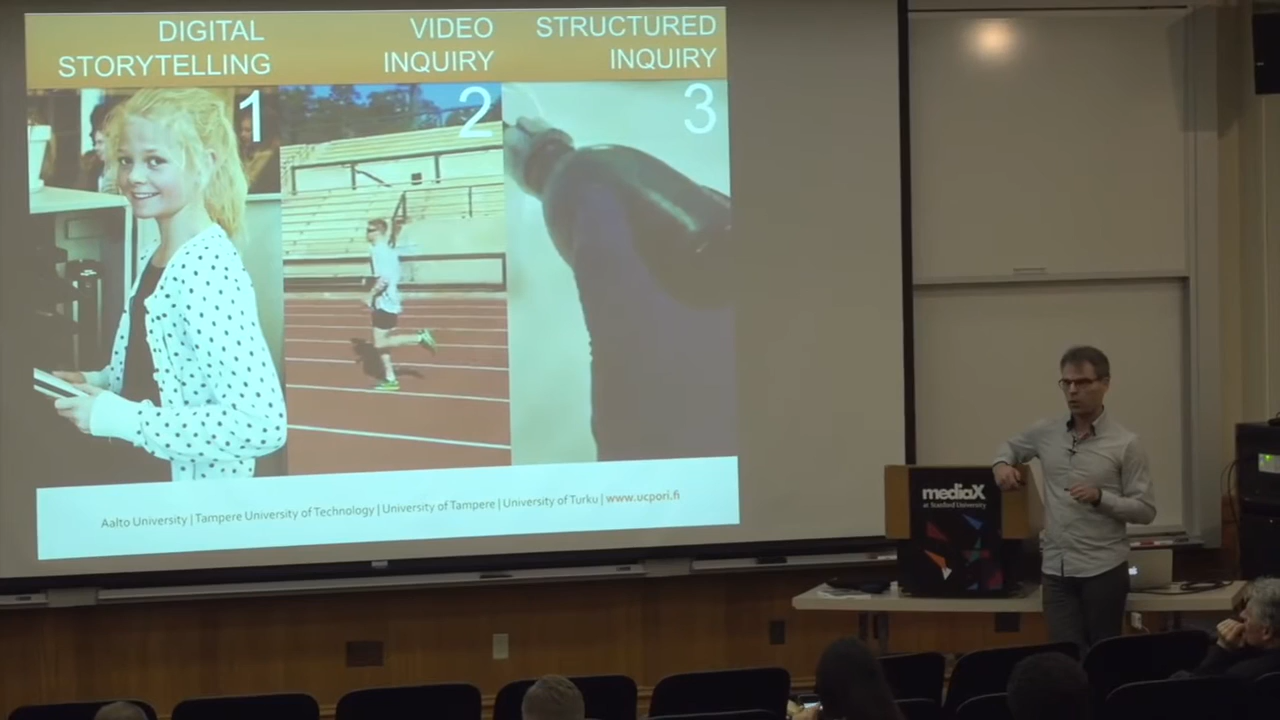 DIGITAL
STORYTELLING
VIDEO
INQUIRY
STRUCTURED
INQUIRY
1
2
3
Aalto University | Tampere University of Technology | University of Tampere | University of Turku | www.ucpori.fi
mediaX
at Stanford University